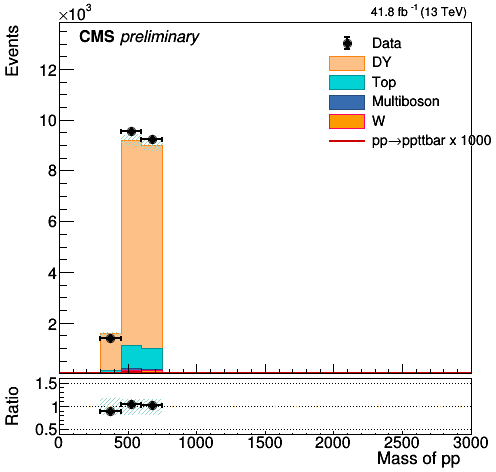 ×10³
41.8 fb⁻¹ (13 TeV)
Events
CMS preliminary
Data
DY
Top
Multiboson
W
pp→ppttbar x 1000
12
10
8
6
4
2
Ratio
1.5
1
0.5
0 500 1000 1500 2000 2500 3000
Mass of pp